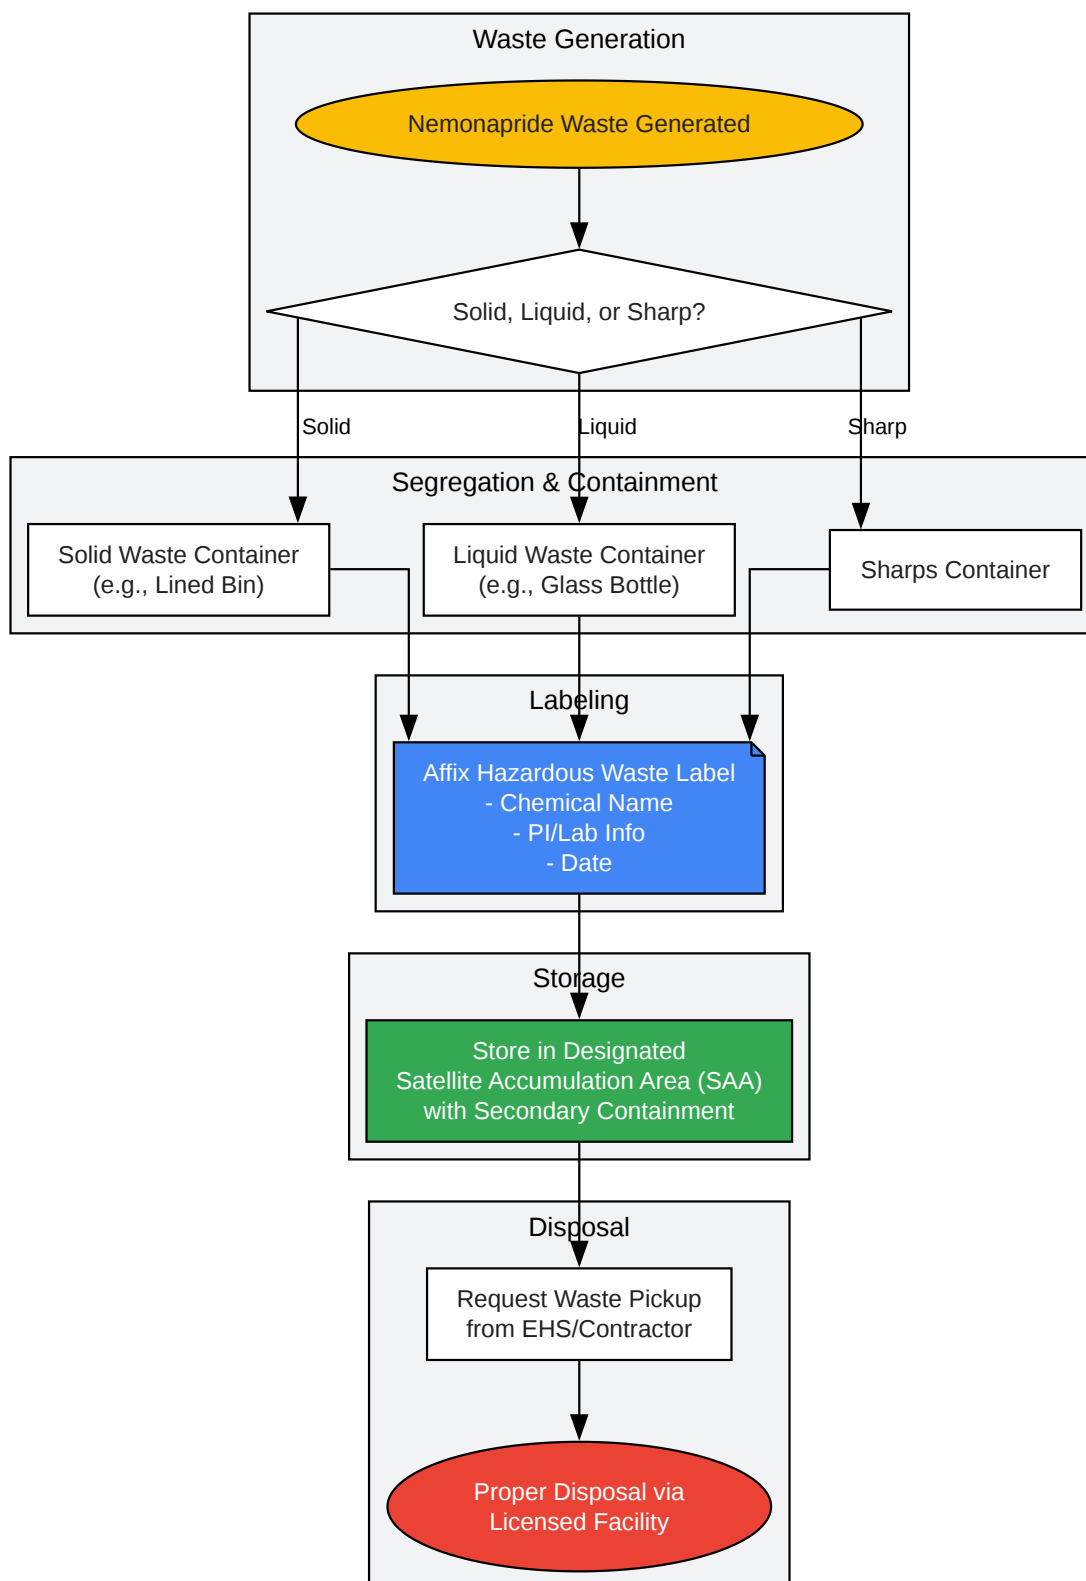 Waste Generation
Nemonapride Waste Generated
Solid, Liquid, or Sharp?
Solid
Liquid
Sharp
Segregation & Containment
Solid Waste Container
(e.g., Lined Bin)
Liquid Waste Container
(e.g., Glass Bottle)
Sharps Container
Labeling
Affix Hazardous Waste Label
- Chemical Name
- PI/Lab Info
- Date
Storage
Store in Designated
Satellite Accumulation Area (SAA)
with Secondary Containment
Disposal
Request Waste Pickup
from EHS/Contractor
Proper Disposal via
Licensed Facility